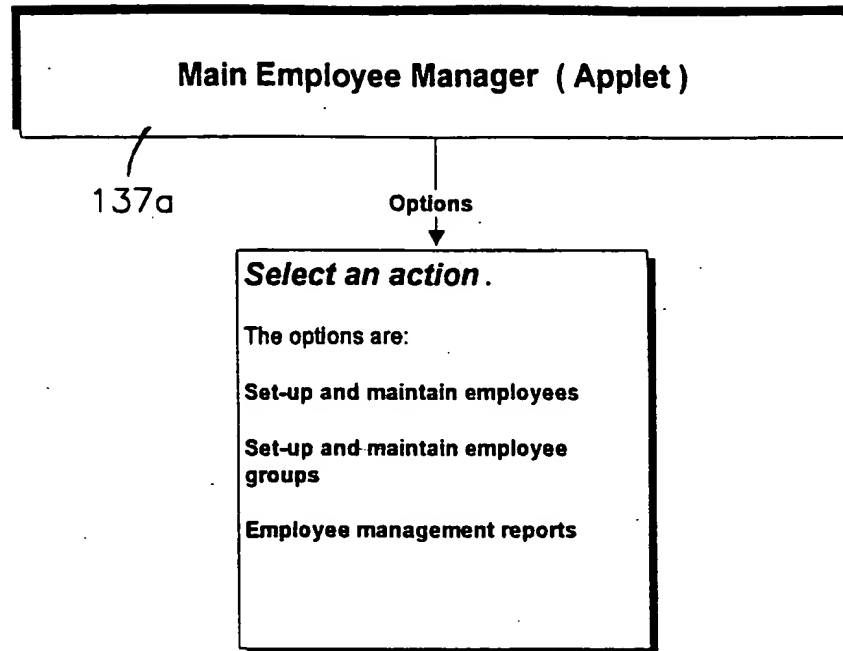 Main Employee Manager ( Applet )
137a
Options
Select an action .
The options are:
Set-up and maintain employees
Set-up and maintain employee
groups
Employee management reports